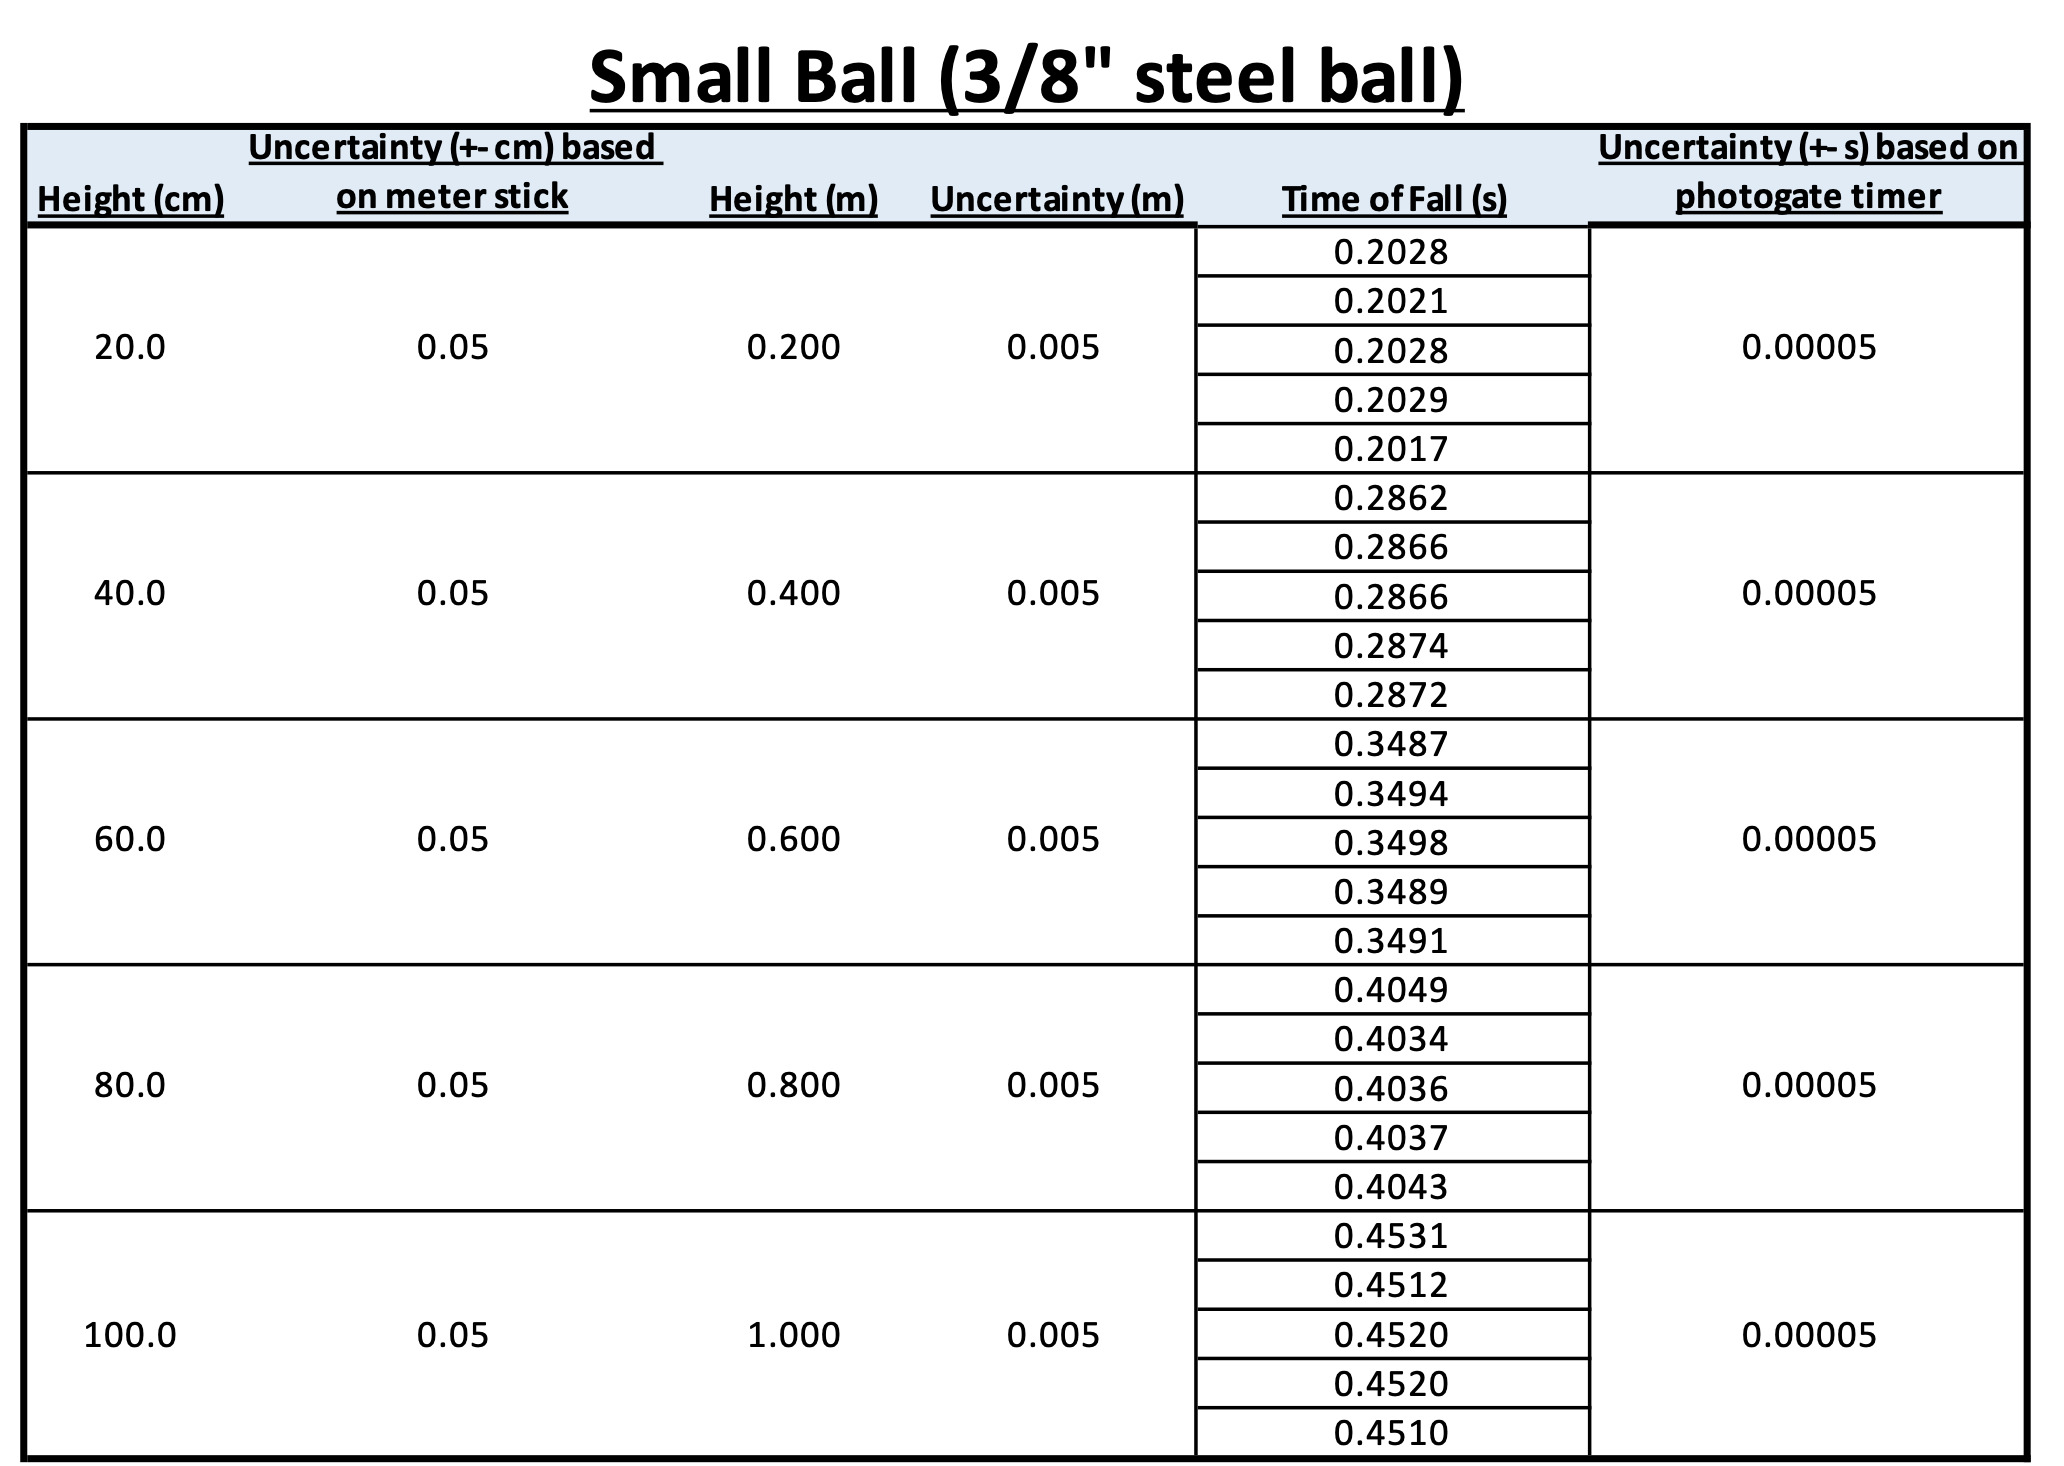 Small Ball (3/8" steel ball)
Height (cm) Uncertainty (+- cm) based on meter stick Height (m) Uncertainty (m) Time of Fall (s) Uncertainty (+- s) based on photogate timer
0.2028
0.2021
20.0 0.05 0.200 0.005 0.2028 0.00005
0.2029
0.2017
0.2862
0.2866
40.0 0.05 0.400 0.005 0.2866 0.00005
0.2874
0.2872
0.3487
0.3494
60.0 0.05 0.600 0.005 0.3498 0.00005
0.3489
0.3491
0.4049
0.4034
80.0 0.05 0.800 0.005 0.4036 0.00005
0.4037
0.4043
0.4531
0.4512
100.0 0.05 1.000 0.005 0.4520 0.00005
0.4520
0.4510